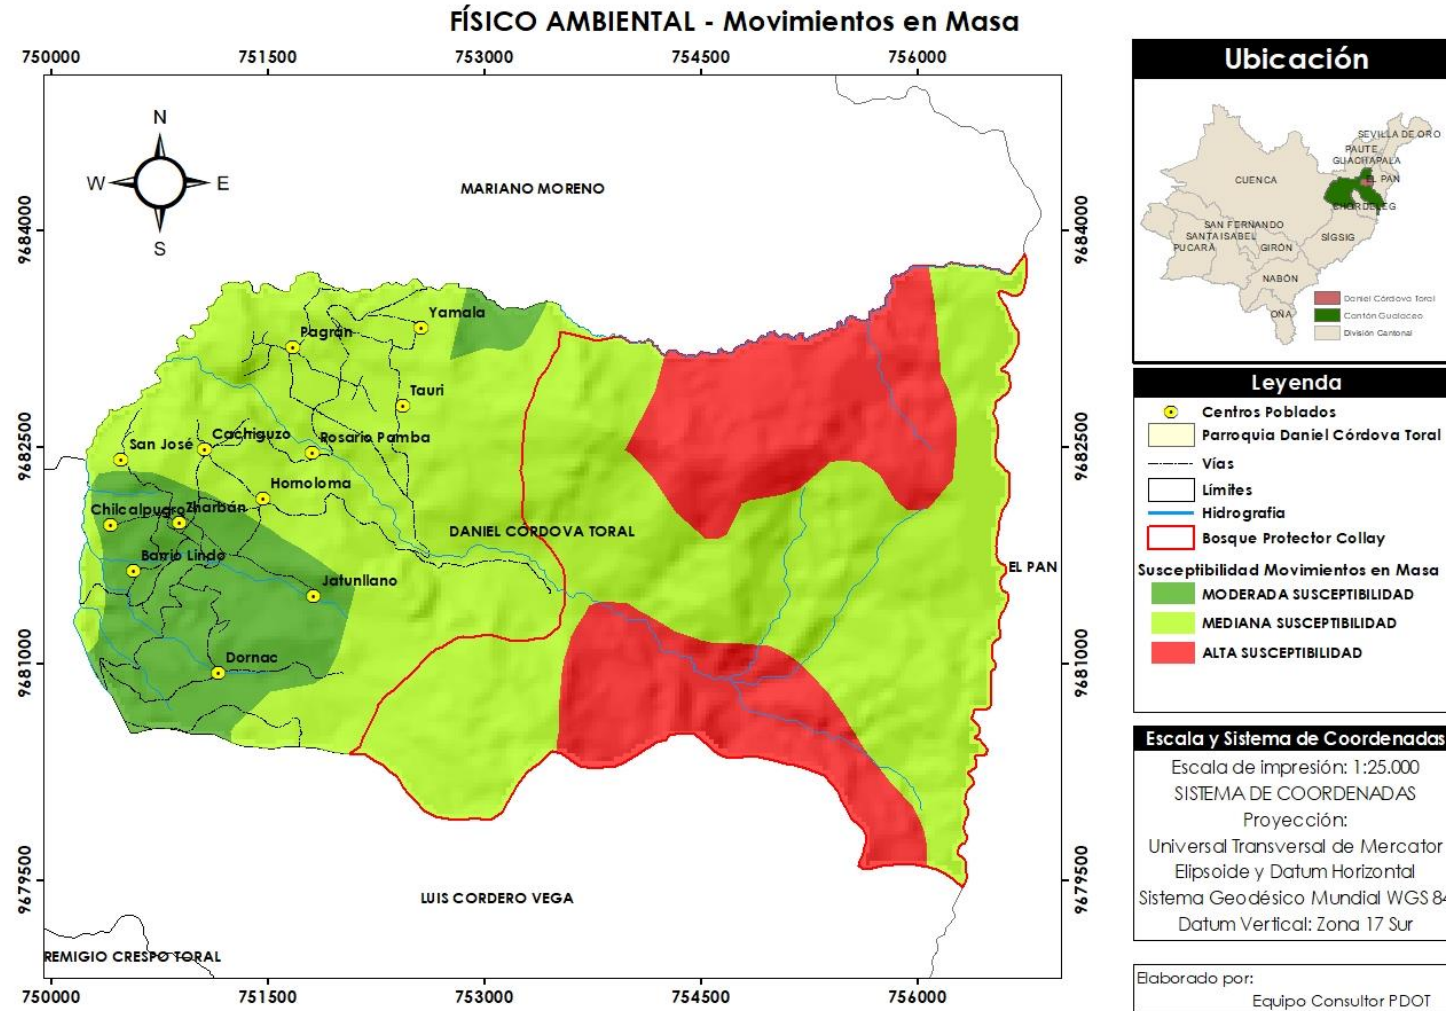 FÍSICO AMBIENTAL - Movimientos en Masa
750000 751500 753000 754500 756000
N
W E
S
MARIANO MORENO
9684000 9684000
Yamala
Pagrán
Tauri
San José
Cachiguzo
Rosario Pamba
9682500 9682500
Hornoloma
Chilcalpugro
Zharbán
DANIEL CÓRDOVA TORAL
Barrio Lindo
EL PAN
Jatunllano
Dornac
9681000 9681000
9679500 9679500
LUIS CORDERO VEGA
REMIGIO CRESPO TORAL
750000 751500 753000 754500 756000
Ubicación
SEVILLA DE ORO
PAUTE
GUACHAPALA
CUENCA
EL PAN
CHORDELEG
SAN FERNANDO
SANTA ISABEL
SÍGSIG
PUCARÁ
GIRÓN
NABÓN
OÑA
Daniel Córdova Toral
Cantón Gualaceo
División Cantonal
Leyenda
Centros Poblados
Parroquia Daniel Córdova Toral
Vías
Límites
Hidrografia
Bosque Protector Collay
Susceptibilidad Movimientos en Masa
MODERADA SUSCEPTIBILIDAD
MEDIANA SUSCEPTIBILIDAD
ALTA SUSCEPTIBILIDAD
Escala y Sistema de Coordenadas
Escala de impresión: 1:25.000
SISTEMA DE COORDENADAS
Proyección:
Universal Transversal de Mercator
Elipsoide y Datum Horizontal
Sistema Geodésico Mundial WGS 84
Datum Vertical: Zona 17 Sur
Elaborado por:
Equipo Consultor PDOT